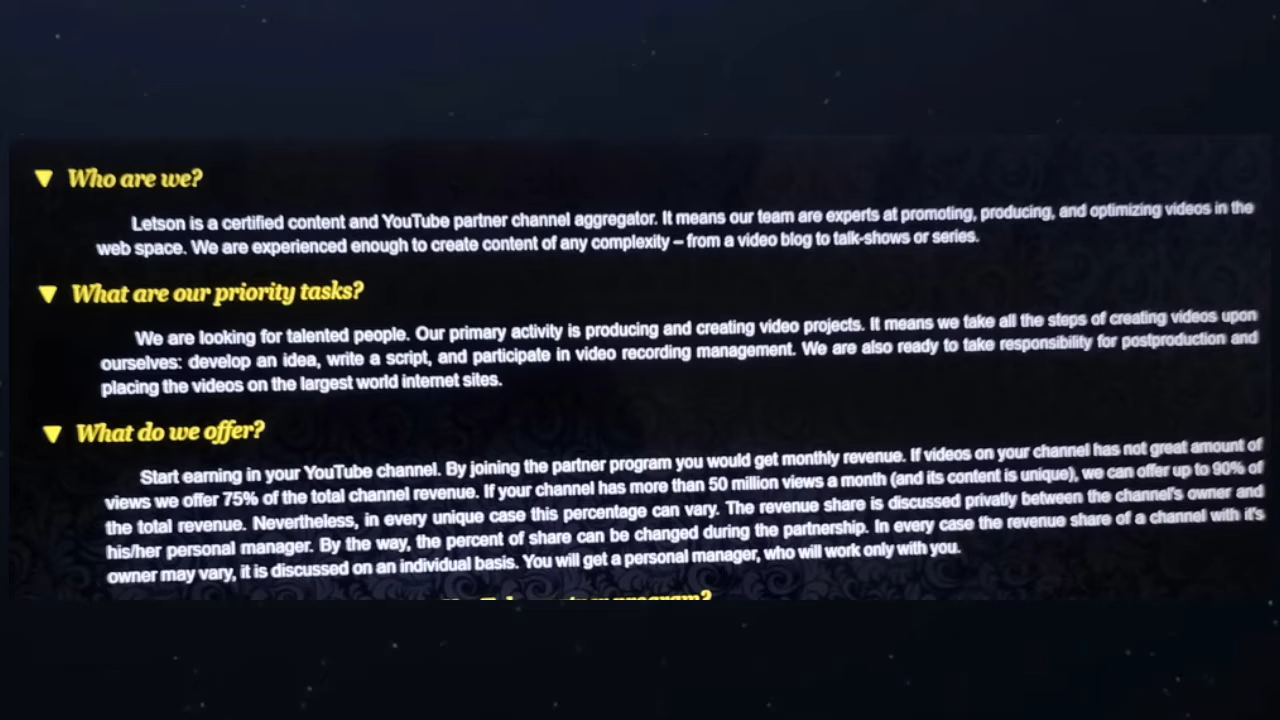 Who are we?
Letson is a certified content and YouTube partner channel aggregator. It means our team are experts at promoting, producing, and optimizing videos in the
web space. We are experienced enough to create content of any complexity – from a video blog to talk-shows or series.
What are our priority tasks?
We are looking for talented people. Our primary activity is producing and creating video projects. It means we take all the steps of creating videos upon
ourselves: develop an idea, write a script, and participate in video recording management. We are also ready to take responsibility for postproduction and
placing the videos on the largest world internet sites.
What do we offer?
Start earning in your YouTube channel. By joining the partner program you would get monthly revenue. If videos on your channel has not great amount of
views we offer 75% of the total channel revenue. If your channel has more than 50 million views a month (and its content is unique), we can offer up to 90% of
the total revenue. Nevertheless, in every unique case this percentage can vary. The revenue share is discussed privatly between the channel's owner and
his/her personal manager. By the way, the percent of share can be changed during the partnership. In every case the revenue share of a channel with it's
owner may vary, it is discussed on an individual basis. You will get a personal manager, who will work only with you.
program?